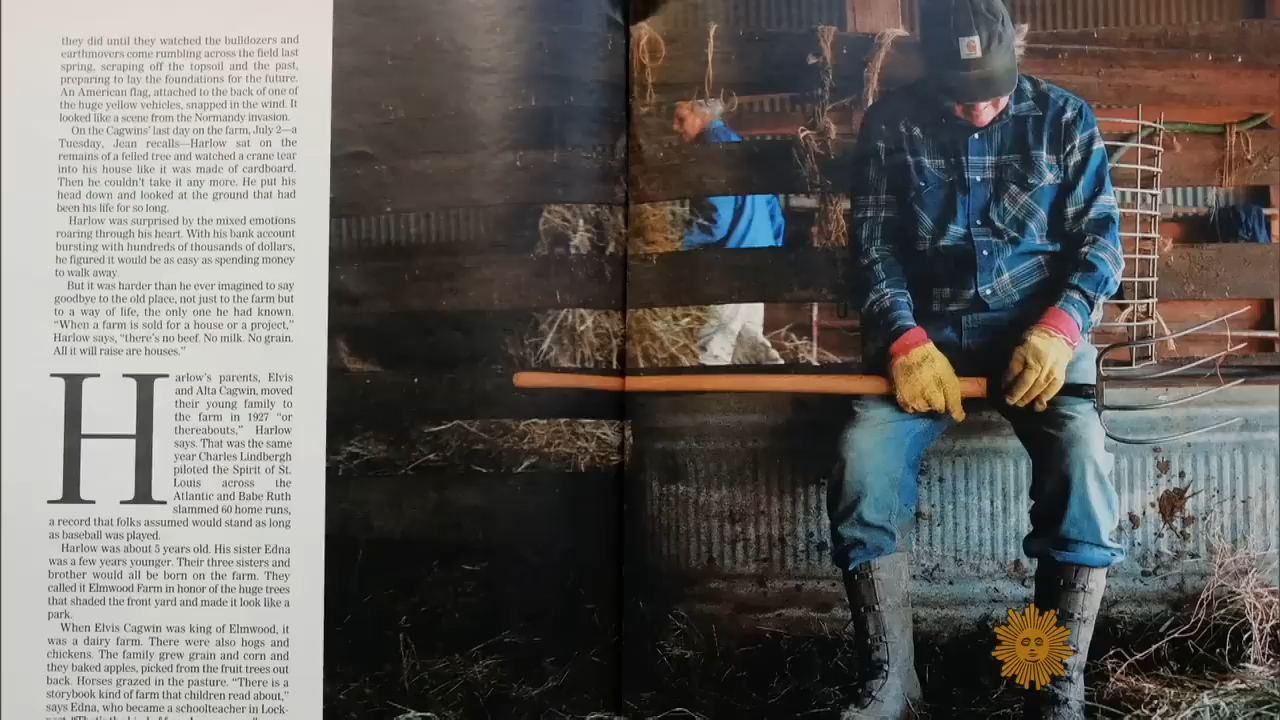 they did until they watched the bulldozers and
earthmovers come rumbling across the field last
spring, scraping off the topsoil and the past,
preparing to lay the foundations for the future.
An American flag, attached to the back of one of
the huge yellow vehicles, snapped in the wind. It
looked like a scene from the Normandy invasion.
On the Cagwins' last day on the farm, July 2—a
Tuesday, Jean recalls—Harlow sat on the
remains of a felled tree and watched a crane tear
into his house like it was made of cardboard.
Then he couldn't take it any more. He put his
head down and looked at the ground that had
been his life for so long.
Harlow was surprised by the mixed emotions
roaring through his heart. With his bank account
bursting with hundreds of thousands of dollars,
he figured it would be as easy as spending money
to walk away.
But it was harder than he ever imagined to say
goodbye to the old place, not just to the farm but
to a way of life, the only one he had known.
"When a farm is sold for a house or a project,"
Harlow says, "there's no beef. No milk. No grain.
All it will raise are houses."
Harlow's parents, Elvis
and Alta Cagwin, moved
their young family to
the farm in 1927 "or
thereabouts," Harlow
says. That was the same
year Charles Lindbergh
piloted the Spirit of St.
Louis across the
Atlantic and Babe Ruth
slammed 60 home runs,
a record that folks assumed would stand as long
as baseball was played.
Harlow was about 5 years old. His sister Edna
was a few years younger. Their three sisters and
brother would all be born on the farm. They
called it Elmwood Farm in honor of the huge trees
that shaded the front yard and made it look like a
park.
When Elvis Cagwin was king of Elmwood, it
was a dairy farm. There were also hogs and
chickens. The family grew grain and corn and
they baked apples, picked from the fruit trees out
back. Horses grazed in the pasture. "There is a
storybook kind of farm that children read about,"
says Edna, who became a schoolteacher in Lock-